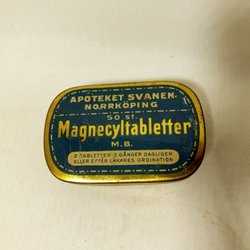 APOTEKET SVANEN.
NORRKÖPING
50 st.
Magnecyltabletter
M.B.
2 TABLETTER 3 GÅNGER DAGLIGEN
ELLER EFTER LÄKARES ORDINATION